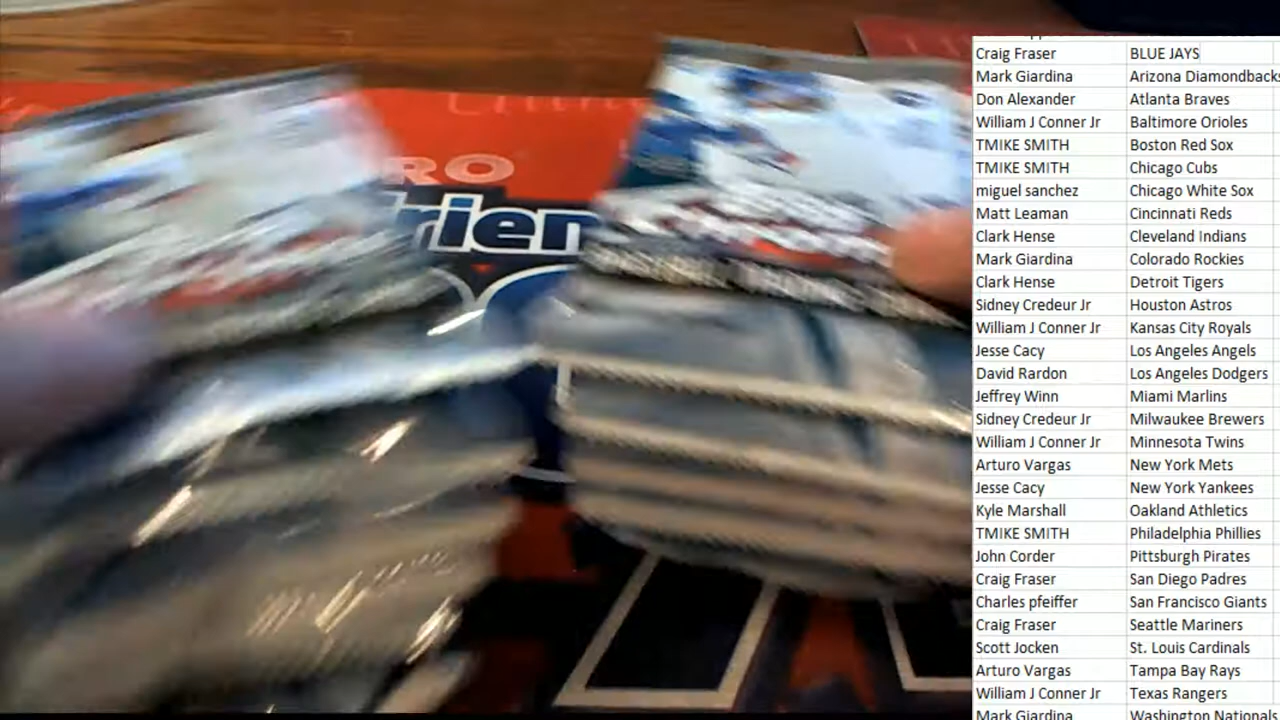 RO
frien
Craig Fraser BLUE JAYS
Mark Giardina Arizona Diamondbacks
Don Alexander Atlanta Braves
William J Conner Jr Baltimore Orioles
TMIKE SMITH Boston Red Sox
TMIKE SMITH Chicago Cubs
miguel sanchez Chicago White Sox
Matt Leaman Cincinnati Reds
Clark Hense Cleveland Indians
Mark Giardina Colorado Rockies
Clark Hense Detroit Tigers
Sidney Credeur Jr Houston Astros
William J Conner Jr Kansas City Royals
Jesse Cacy Los Angeles Angels
David Rardon Los Angeles Dodgers
Jeffrey Winn Miami Marlins
Sidney Credeur Jr Milwaukee Brewers
William J Conner Jr Minnesota Twins
Arturo Vargas New York Mets
Jesse Cacy New York Yankees
Kyle Marshall Oakland Athletics
TMIKE SMITH Philadelphia Phillies
John Corder Pittsburgh Pirates
Craig Fraser San Diego Padres
Charles pfeiffer San Francisco Giants
Craig Fraser Seattle Mariners
Scott Jocken St. Louis Cardinals
Arturo Vargas Tampa Bay Rays
William J Conner Jr Texas Rangers
Mark Giardina Washington Nationals